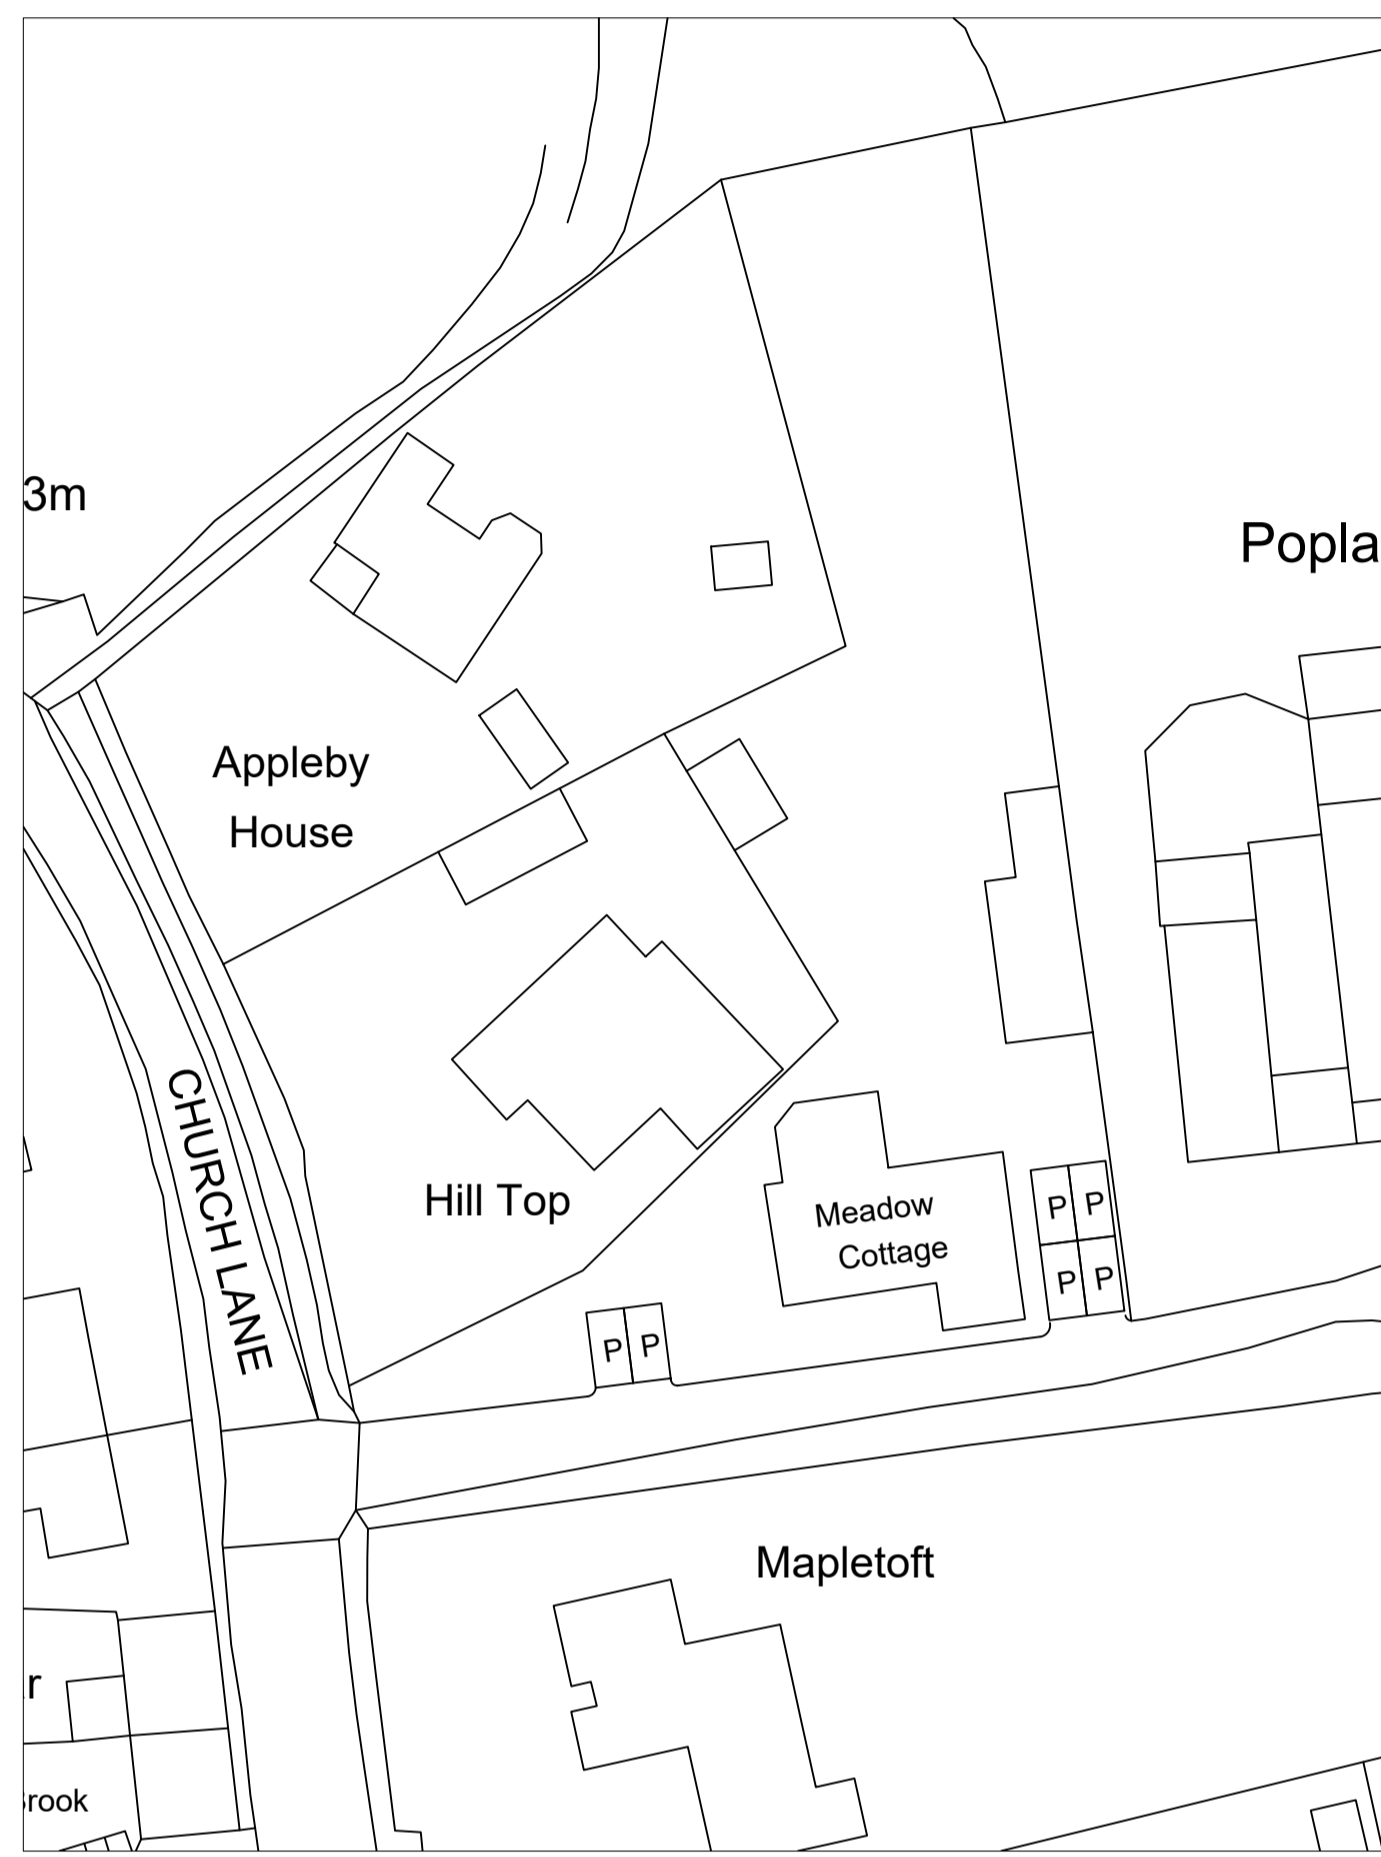 3m
Popla
Appleby
House
CHURCH LANE
Hill Top
Meadow
Cottage
P P
P P
P P
Mapletoft
r
rook